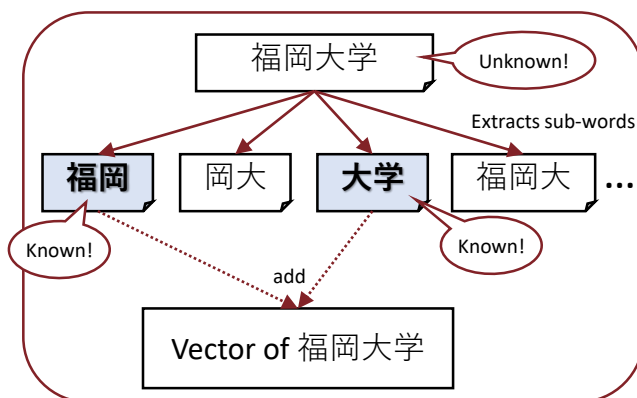 福岡大学
Unknown!
Extracts sub-words
福岡
岡大
大学
福岡大
...
Known!
Known!
add
Vector of 福岡大学